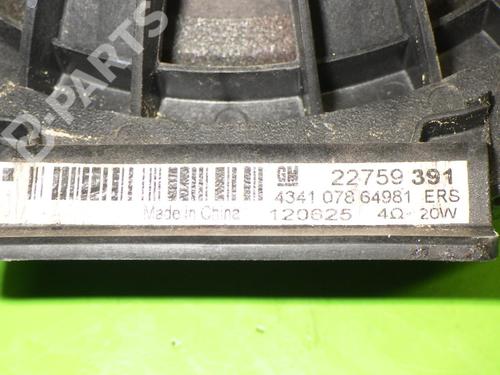 D-PARTS
GM 22759 391
4341 078 64981 ERS
Made in China 120625 4Ω- 20W